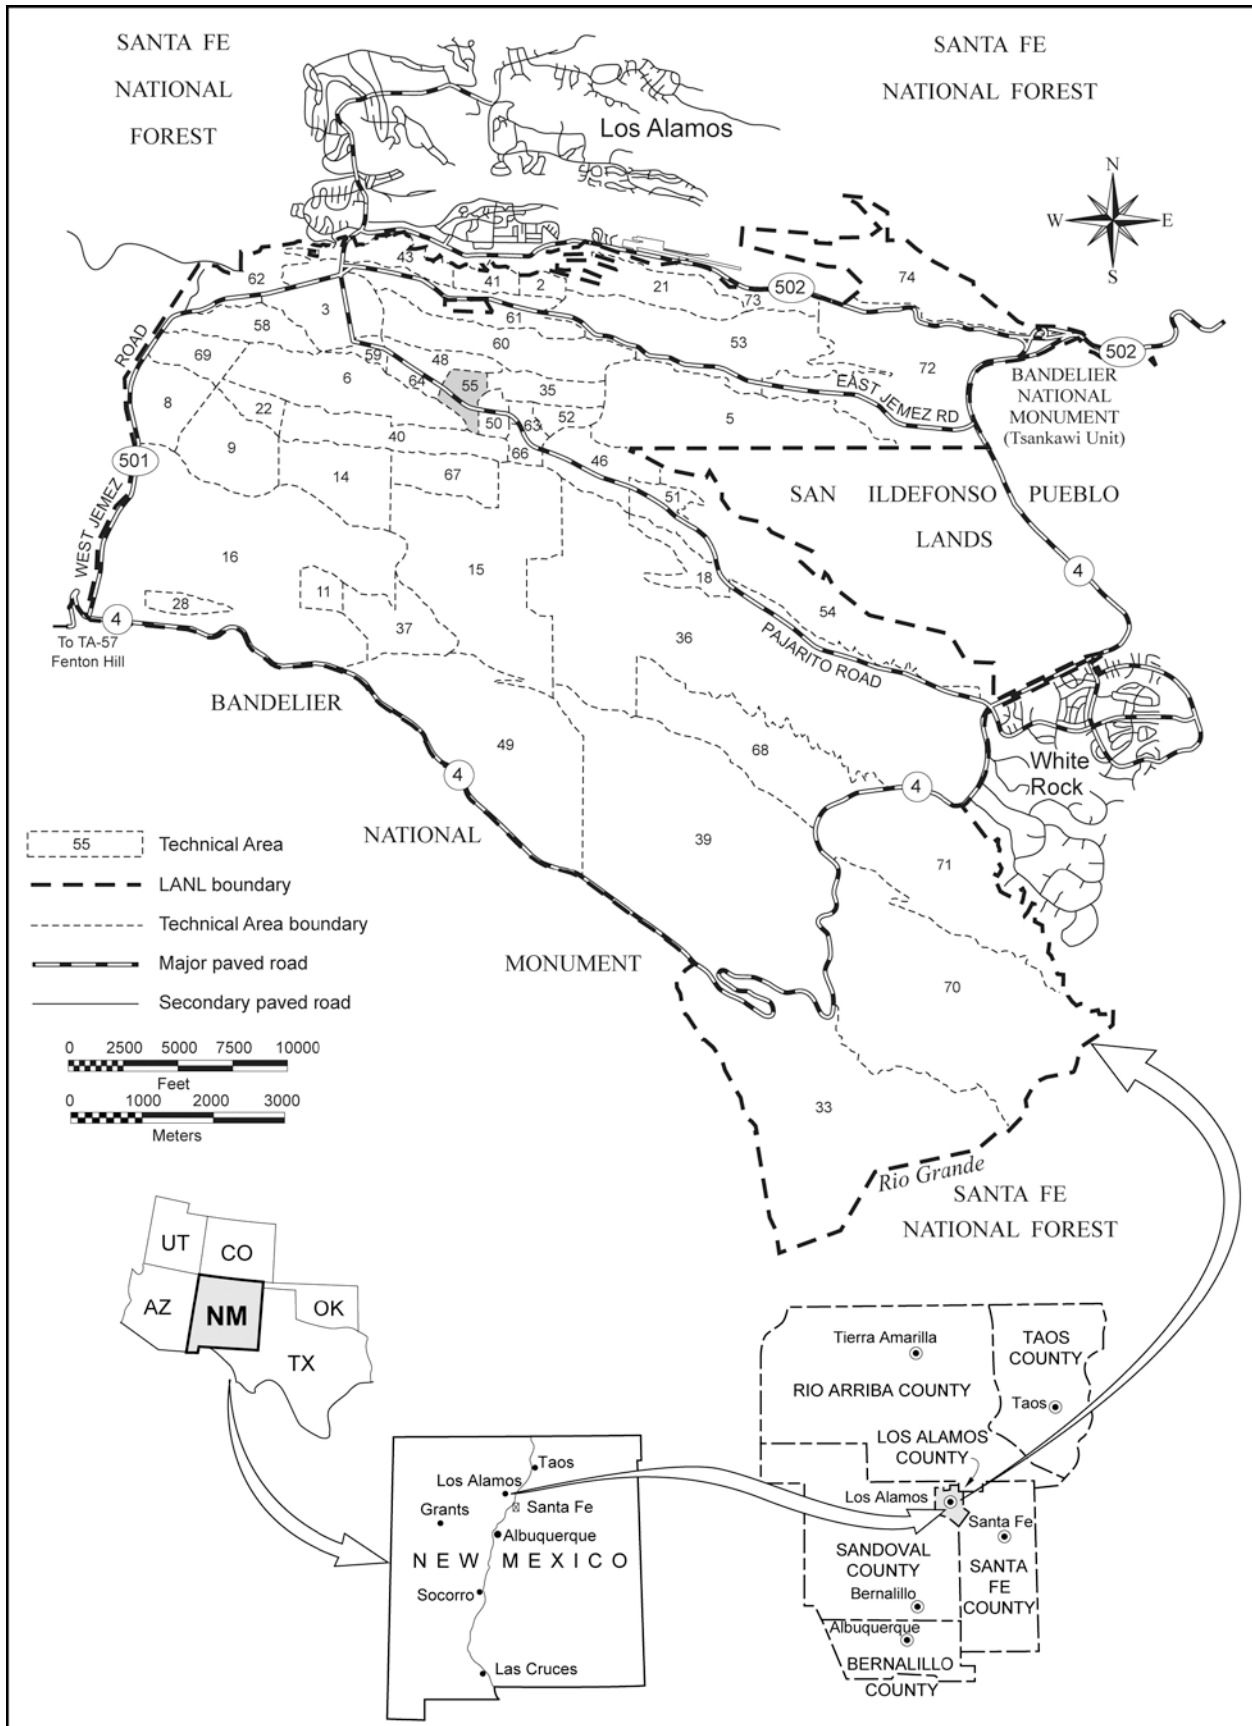 SANTA FE
NATIONAL
FOREST
SANTA FE
NATIONAL FOREST
Los Alamos
N
W
E
S
74
43
62
41
2
21
73
502
3
61
58
53
502
60
59
48
69
6
64
55
35
72
EAST JEMEZ RD
BANDELIER
NATIONAL
MONUMENT
(Tsankawi Unit)
ROAD
8
22
50
63
52
5
9
40
66
46
501
14
67
51
SAN ILDEFONSO PUEBLO
LANDS
WEST JEMEZ
16
15
18
4
11
28
54
4
37
36
PAJARITO ROAD
To TA-57
Fenton Hill
BANDELIER
49
68
White
Rock
4
4
NATIONAL
39
71
55 Technical Area
LANL boundary
Technical Area boundary
Major paved road
Secondary paved road
MONUMENT
70
0 2500 5000 7500 10000
Feet
0 1000 2000 3000
Meters
33
Rio Grande
SANTA FE
NATIONAL FOREST
UT
CO
AZ
NM
OK
TX
Tierra Amarilla
TAOS
COUNTY
RIO ARRIBA COUNTY
Taos
LOS ALAMOS
COUNTY
Los Alamos
Santa Fe
SANDOVAL
COUNTY
SANTA
FE
COUNTY
Bernalillo
Albuquerque
BERNALILLO
COUNTY
Taos
Los Alamos
Santa Fe
Grants
Albuquerque
NEW MEXICO
Socorro
Las Cruces